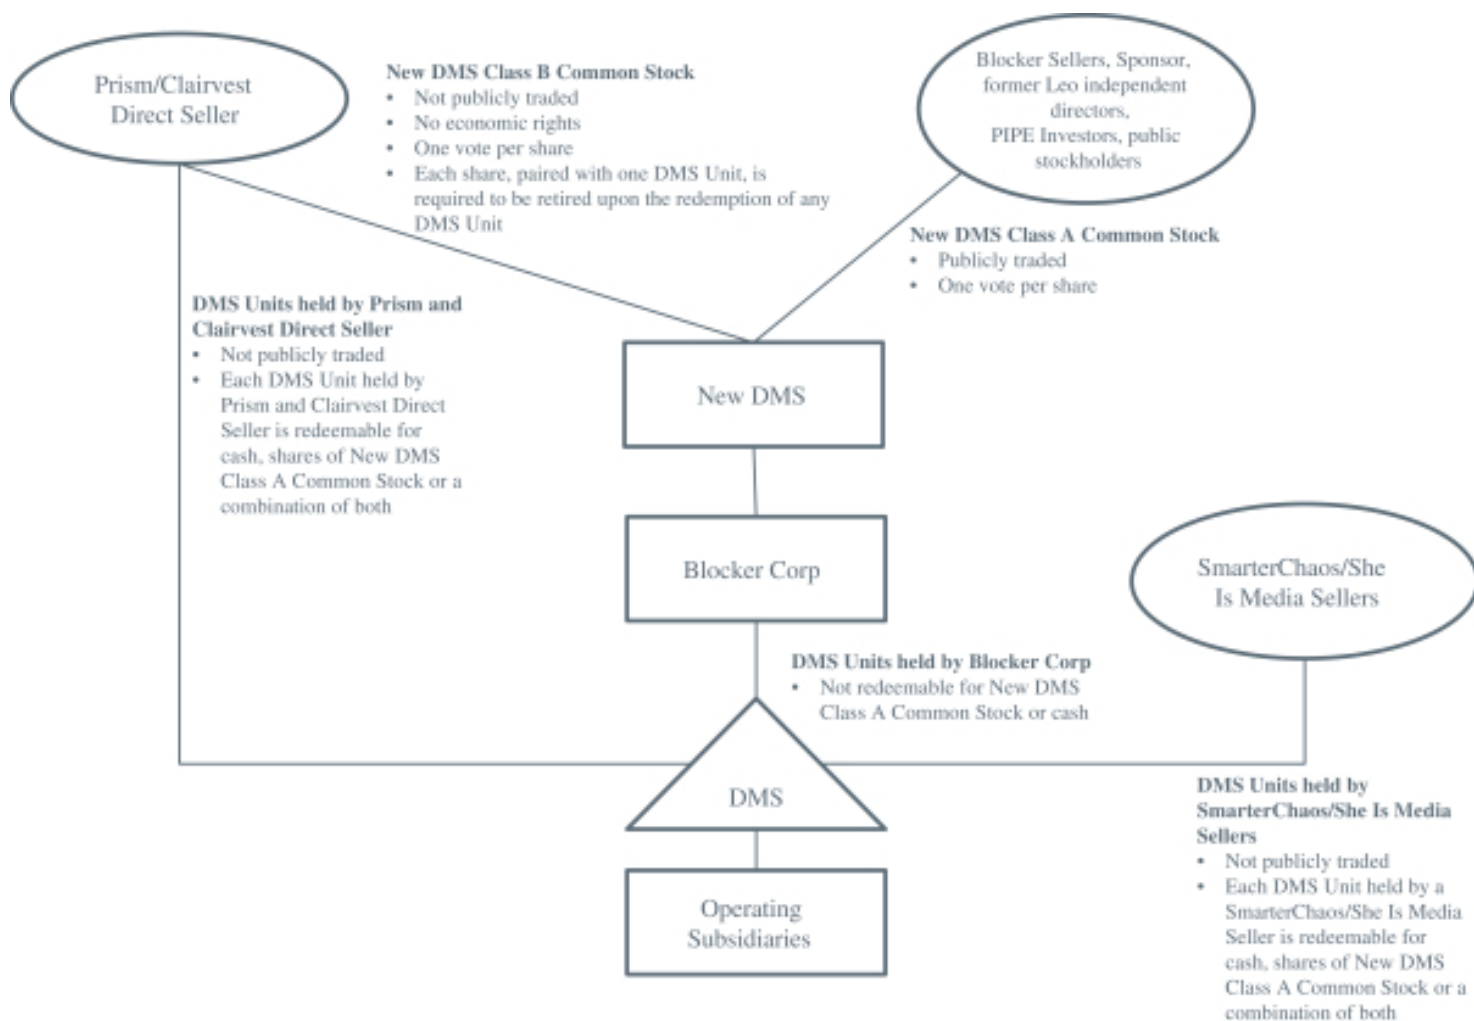 Prism/Clairvest
Direct Seller
New DMS Class B Common Stock
• Not publicly traded
• No economic rights
• One vote per share
• Each share, paired with one DMS Unit, is
required to be retired upon the redemption of any
DMS Unit
Blocker Sellers, Sponsor,
former Leo independent
directors,
PIPE Investors, public
stockholders
New DMS Class A Common Stock
• Publicly traded
• One vote per share
DMS Units held by Prism and
Clairvest Direct Seller
• Not publicly traded
• Each DMS Unit held by
Prism and Clairvest Direct
Seller is redeemable for
cash, shares of New DMS
Class A Common Stock or a
combination of both
New DMS
Blocker Corp
SmarterChaos/She
Is Media Sellers
DMS Units held by Blocker Corp
• Not redeemable for New DMS
Class A Common Stock or cash
DMS
DMS Units held by
SmarterChaos/She Is Media
Sellers
• Not publicly traded
• Each DMS Unit held by a
SmarterChaos/She Is Media
Seller is redeemable for
cash, shares of New DMS
Class A Common Stock or a
combination of both
Operating
Subsidiaries